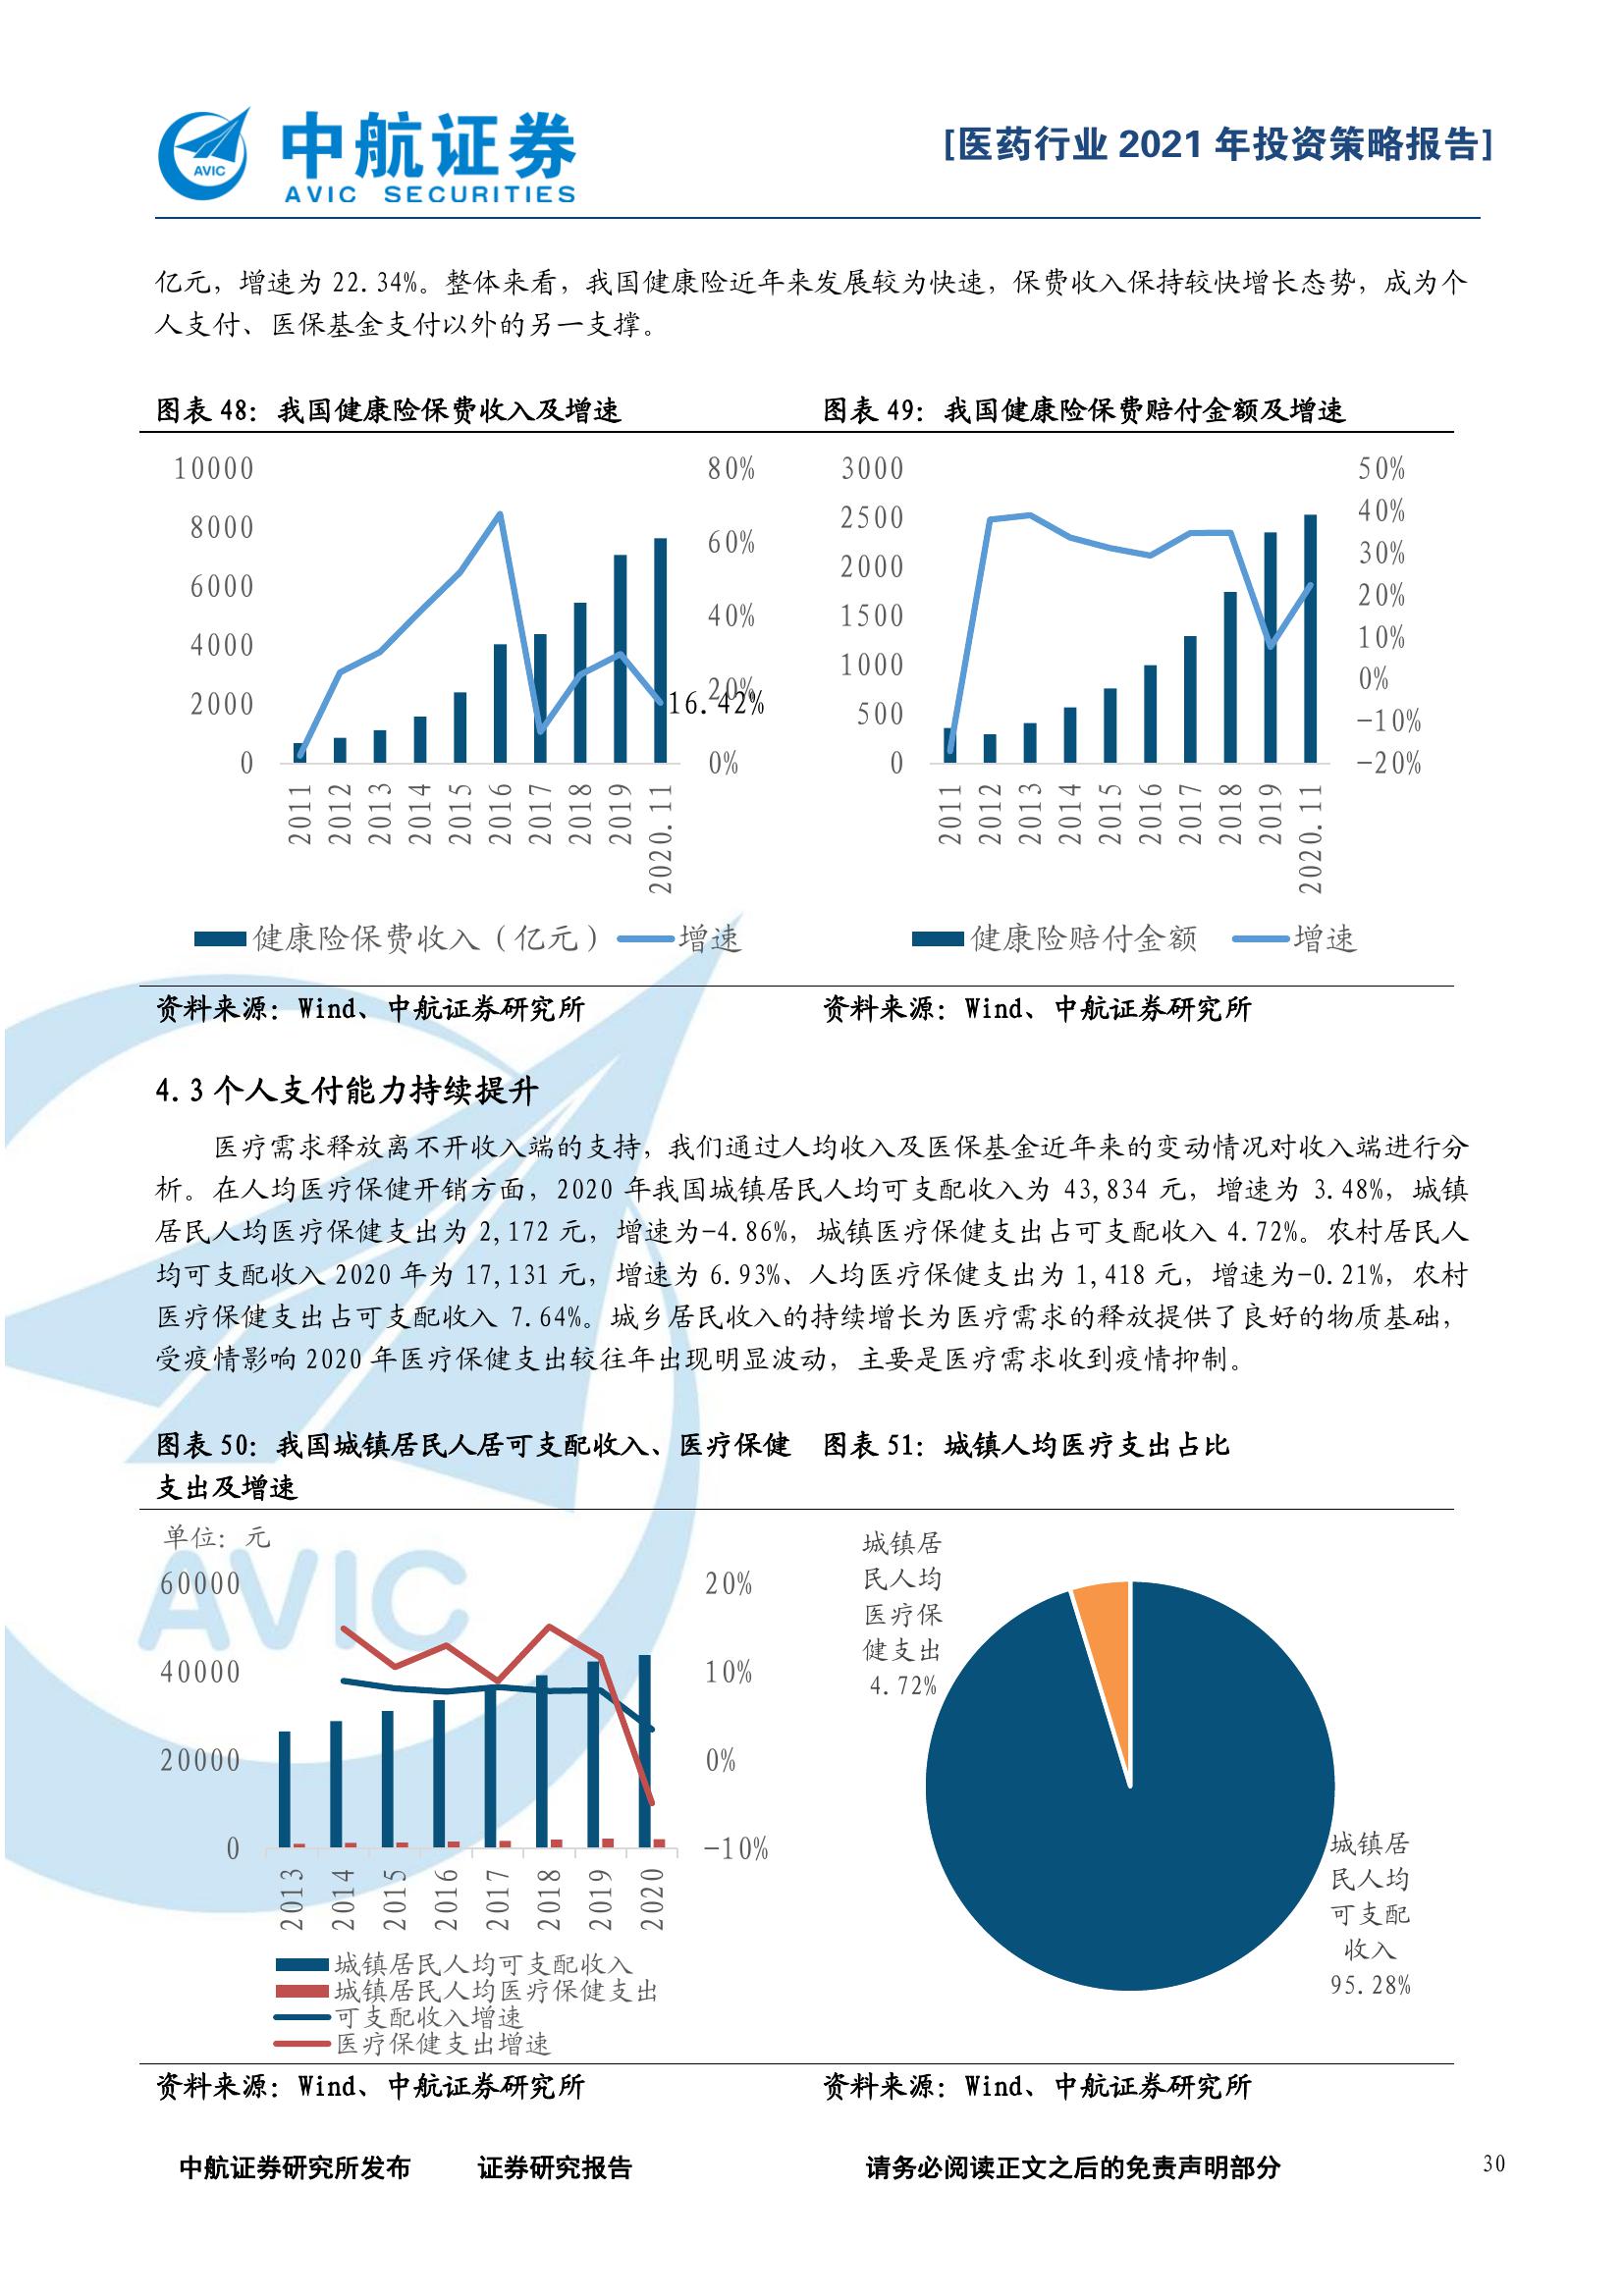 中航证券
AVIC SECURITIES
AVIC
[医药行业 2021 年投资策略报告]
亿元，增速为 22.34%。整体来看，我国健康险近年来发展较为快速，保费收入保持较快增长态势，成为个
人支付、医保基金支付以外的另一支撑。
图表 48：我国健康险保费收入及增速
10000
8000
6000
4000
2000
0
80%
60%
40%
20%
0%
16.42%
2011
2012
2013
2014
2015
2016
2017
2018
2019
2020.11
健康险保费收入（亿元）
增速
图表 49：我国健康险保费赔付金额及增速
3000
2500
2000
1500
1000
500
0
50%
40%
30%
20%
10%
0%
-10%
-20%
2011
2012
2013
2014
2015
2016
2017
2018
2019
2020.11
健康险赔付金额
增速
资料来源：Wind、中航证券研究所
资料来源：Wind、中航证券研究所
4.3 个人支付能力持续提升
医疗需求释放离不开收入端的支持，我们通过人均收入及医保基金近年来的变动情况对收入端进行分
析。在人均医疗保健开销方面，2020 年我国城镇居民人均可支配收入为 43,834 元，增速为 3.48%，城镇
居民人均医疗保健支出为 2,172 元，增速为-4.86%，城镇医疗保健支出占可支配收入 4.72%。农村居民人
均可支配收入 2020 年为 17,131 元，增速为 6.93%、人均医疗保健支出为 1,418 元，增速为-0.21%，农村
医疗保健支出占可支配收入 7.64%。城乡居民收入的持续增长为医疗需求的释放提供了良好的物质基础，
受疫情影响 2020 年医疗保健支出较往年出现明显波动，主要是医疗需求收到疫情抑制。
图表 50：我国城镇居民人居可支配收入、医疗保健
支出及增速
单位：元
60000
40000
20000
0
20%
10%
0%
-10%
2013
2014
2015
2016
2017
2018
2019
2020
城镇居民人均可支配收入
城镇居民人均医疗保健支出
可支配收入增速
医疗保健支出增速
图表 51：城镇人均医疗支出占比
城镇居
民人均
医疗保
健支出
4.72%
城镇居
民人均
可支配
收入
95.28%
AVIC
资料来源：Wind、中航证券研究所
资料来源：Wind、中航证券研究所
中航证券研究所发布 证券研究报告 请务必阅读正文之后的免责声明部分 30